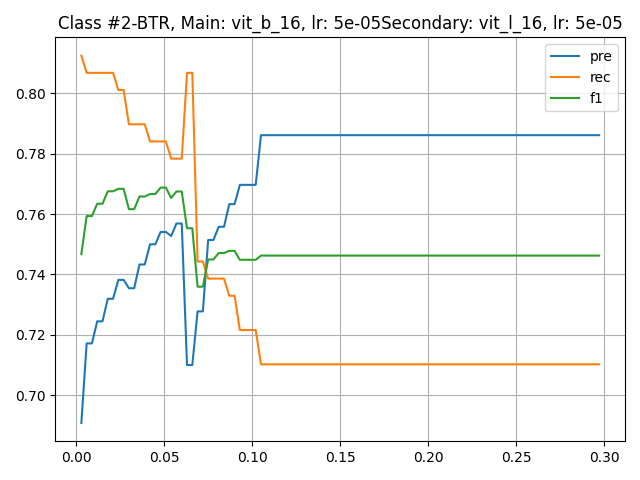 Class #2-BTR, Main: vit_b_16, lr: 5e-05Secondary: vit_l_16, lr: 5e-05
pre
rec
f1
0.80
0.78
0.76
0.74
0.72
0.70
0.00 0.05 0.10 0.15 0.20 0.25 0.30